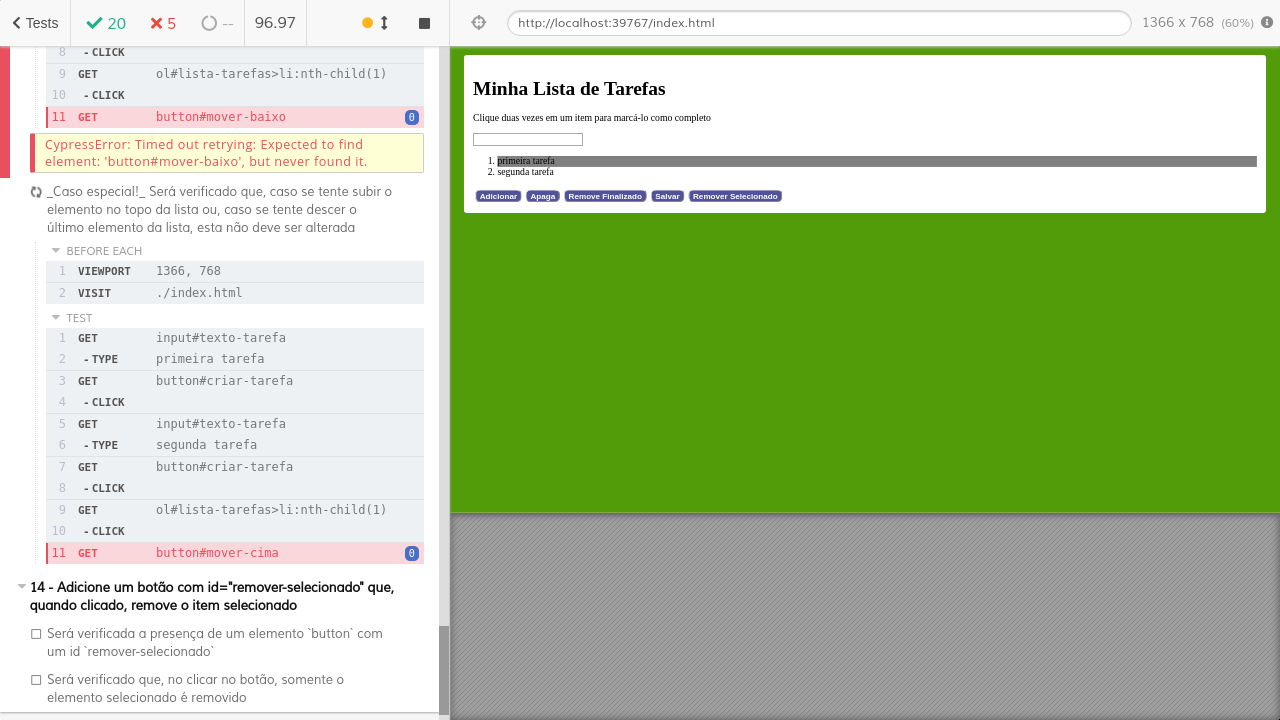 Tests
20
5
--
96.97
http://localhost:39767/index.html
1366 x 768 (60%)
8 - CLICK
9 GET ol#lista-tarefas>li:nth-child(1)
10 - CLICK
11 GET button#mover-baixo 0
CypressError: Timed out retrying: Expected to find
element: 'button#mover-baixo', but never found it.
_Caso especial!_ Será verificado que, caso se tente subir o
elemento no topo da lista ou, caso se tente descer o
último elemento da lista, esta não deve ser alterada
BEFORE EACH
1 VIEWPORT 1366, 768
2 VISIT ./index.html
TEST
1 GET input#texto-tarefa
2 - TYPE primeira tarefa
3 GET button#criar-tarefa
4 - CLICK
5 GET input#texto-tarefa
6 - TYPE segunda tarefa
7 GET button#criar-tarefa
8 - CLICK
9 GET ol#lista-tarefas>li:nth-child(1)
10 - CLICK
11 GET button#mover-cima 0
14 - Adicione um botão com id="remover-selecionado" que,
quando clicado, remove o item selecionado
Será verificada a presença de um elemento `button` com
um id `remover-selecionado`
Será verificado que, no clicar no botão, somente o
elemento selecionado é removido
Minha Lista de Tarefas
Clique duas vezes em um item para marcá-lo como completo
1. primeira tarefa
2. segunda tarefa
Adicionar Apaga Remove Finalizado Salvar Remover Selecionado